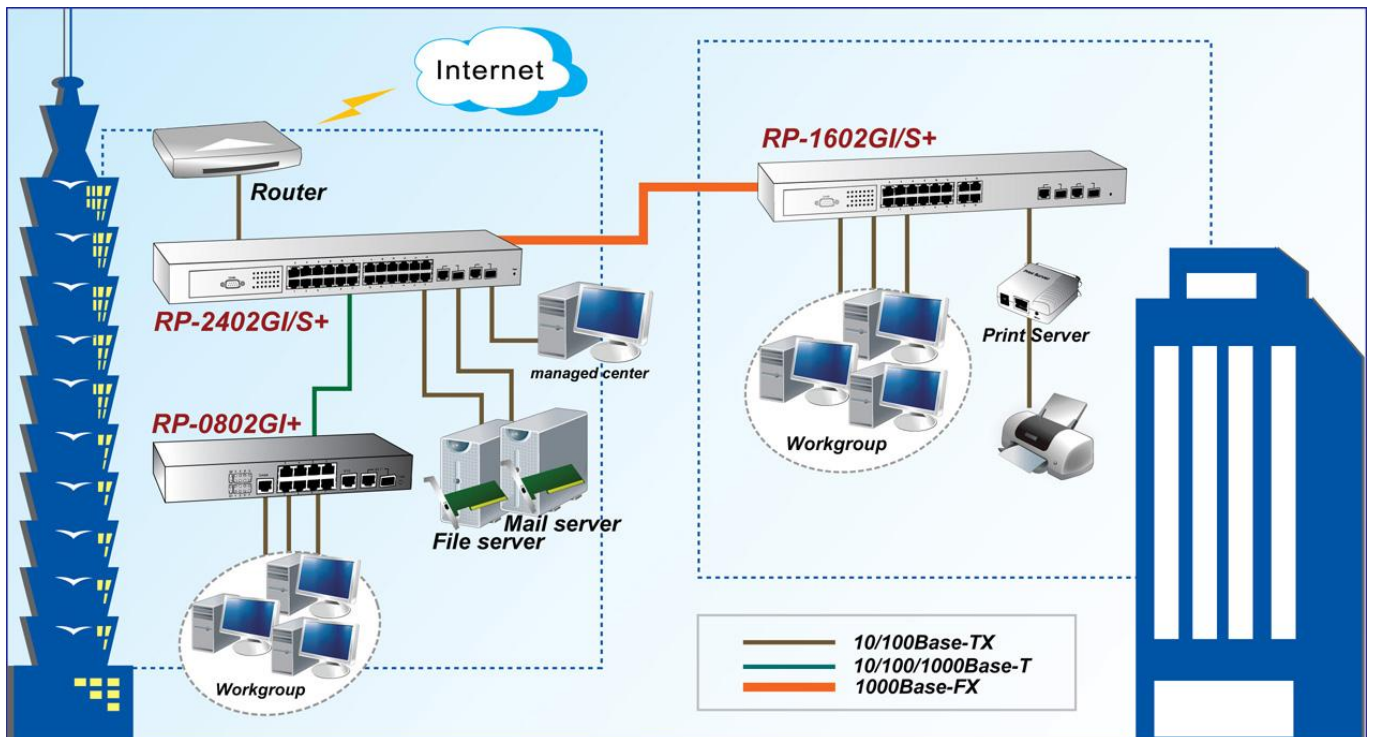 Internet
RP-1602GI/S+
Router
RP-2402GI/S+
managed center
Print Server
RP-0802GI+
Workgroup
Mail server
File server
Workgroup
10/100Base-TX
10/100/1000Base-T
1000Base-FX